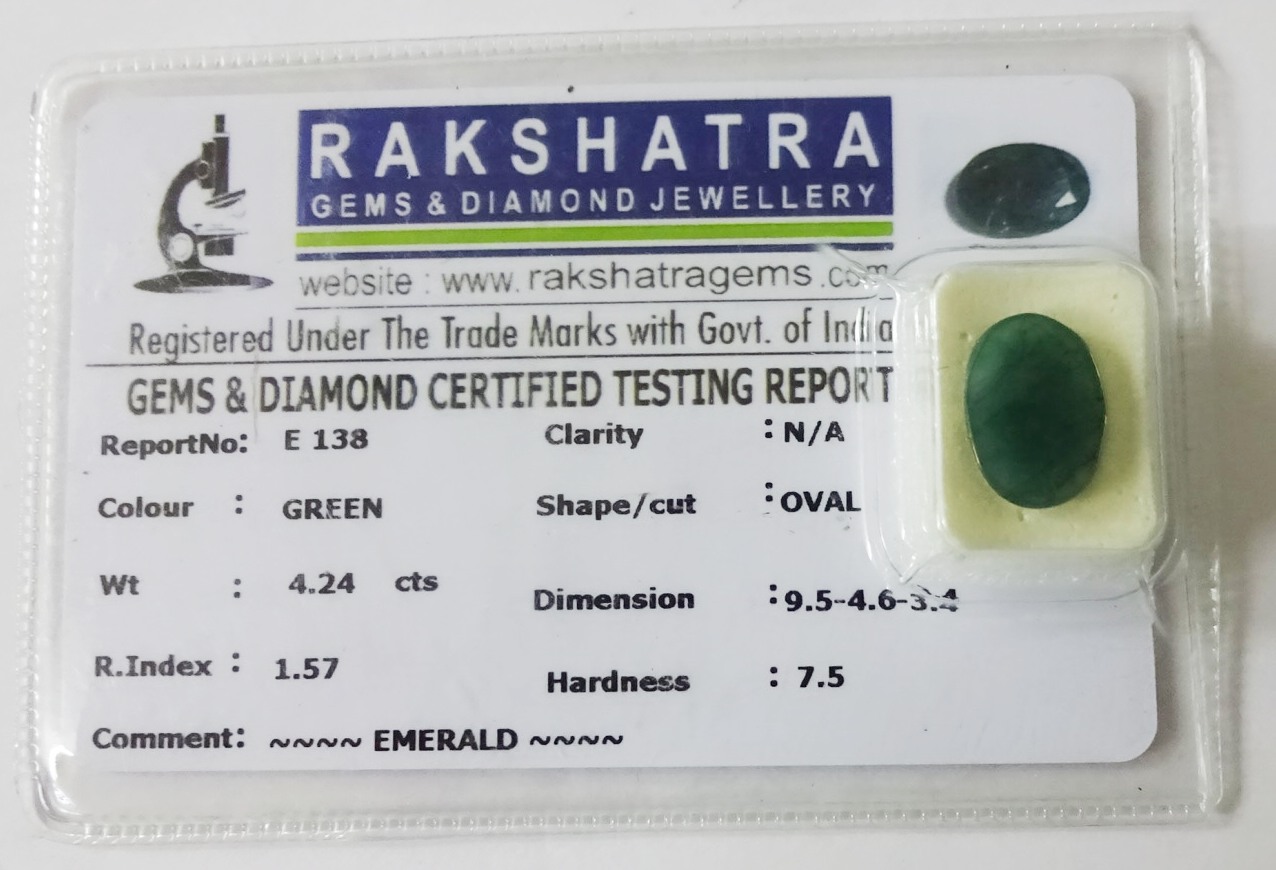 RAKSHATRA
GEMS & DIAMOND JEWELLERY
website : www.rakshatragems.com
Registered Under The Trade Marks with Govt. of India
GEMS & DIAMOND CERTIFIED TESTING REPORT
ReportNo: E 138 Clarity : N/A
Colour : GREEN Shape/cut : OVAL
Wt : 4.24 cts Dimension : 9.5-4.6-3.4
R.Index : 1.57 Hardness : 7.5
Comment: ~~~~ EMERALD ~~~~